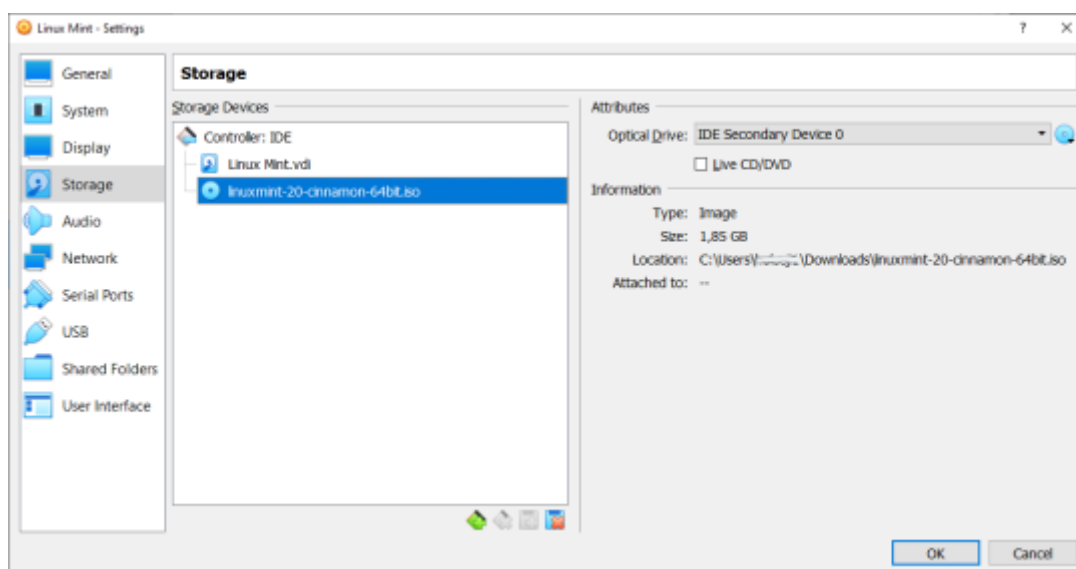 Linux Mint - Settings
?
General
System
Display
Storage
Audio
Network
Serial Ports
USB
Shared Folders
User Interface
Storage
Storage Devices
Controller: IDE
Linux Mint.vdi
linuxmint-20-cinnamon-64bit.iso
Attributes
Optical Drive: IDE Secondary Device 0
Live CD/DVD
Information
Type: Image
Size: 1,85 GB
Location: C:\Users\ \Downloads\linuxmint-20-cinnamon-64bit.iso
Attached to: --
OK Cancel